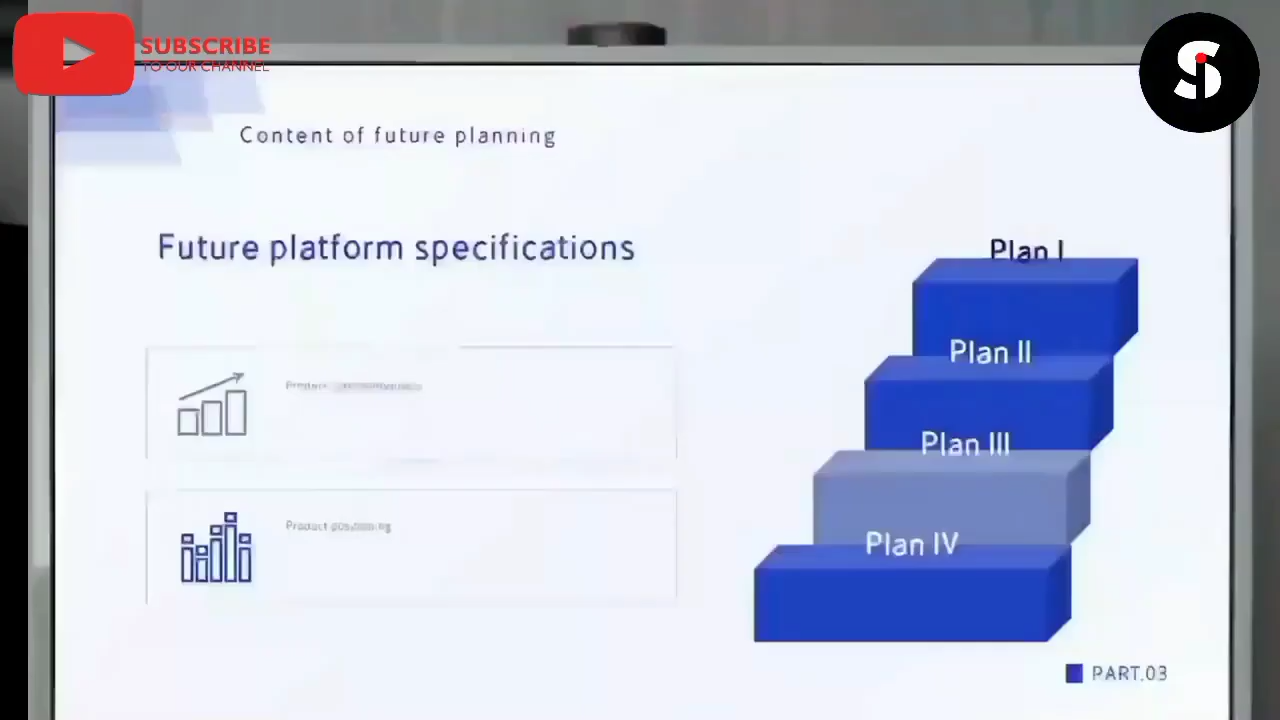 SUBSCRIBE
TO OUR CHANNEL
Content of future planning
Future platform specifications
Plan I
Plan II
Plan III
Plan IV
Product
Product positioning
PART.03